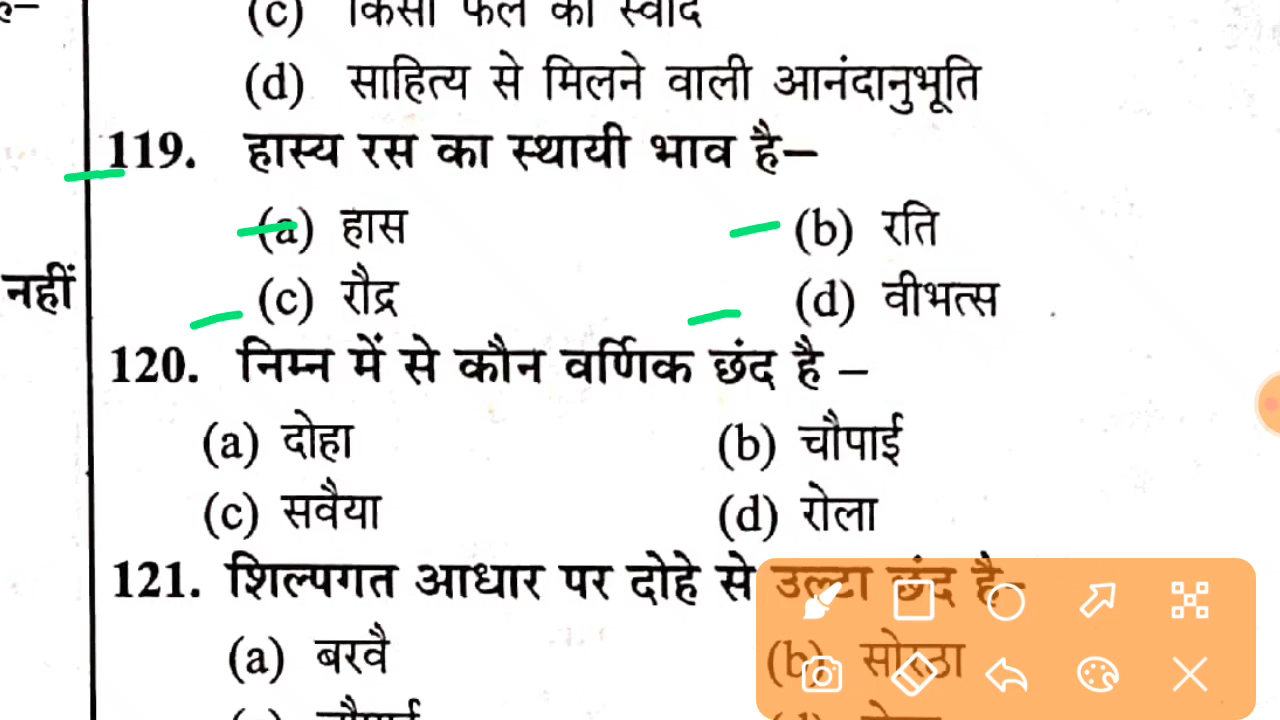 (c) किसी फल का स्वाद
(d) साहित्य से मिलने वाली आनंदानुभूति
119. हास्य रस का स्थायी भाव है–
(a) हास (b) रति
नहीं
(c) रौद्र (d) वीभत्स
120. निम्न में से कौन वर्णिक छंद है –
(a) दोहा (b) चौपाई
(c) सवैया (d) रोला
121. शिल्पगत आधार पर दोहे से उल्टा छंद है–
(a) बरवै (b) सोरठा